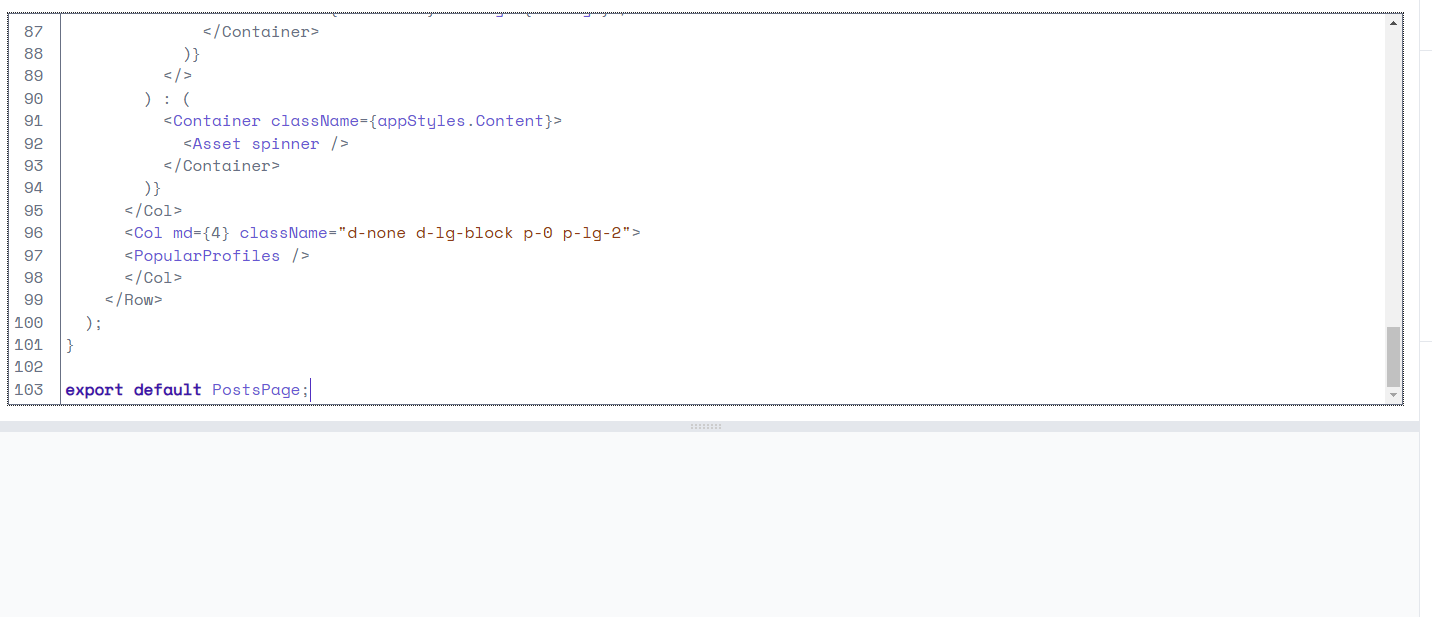 87 </Container>
88 )}
89 </>
90 ) : (
91 <Container className={appStyles.Content}>
92 <Asset spinner />
93 </Container>
94 )}
95 </Col>
96 <Col md={4} className="d-none d-lg-block p-0 p-lg-2">
97 <PopularProfiles />
98 </Col>
99 </Row>
100 );
101 }
102
103 export default PostsPage;